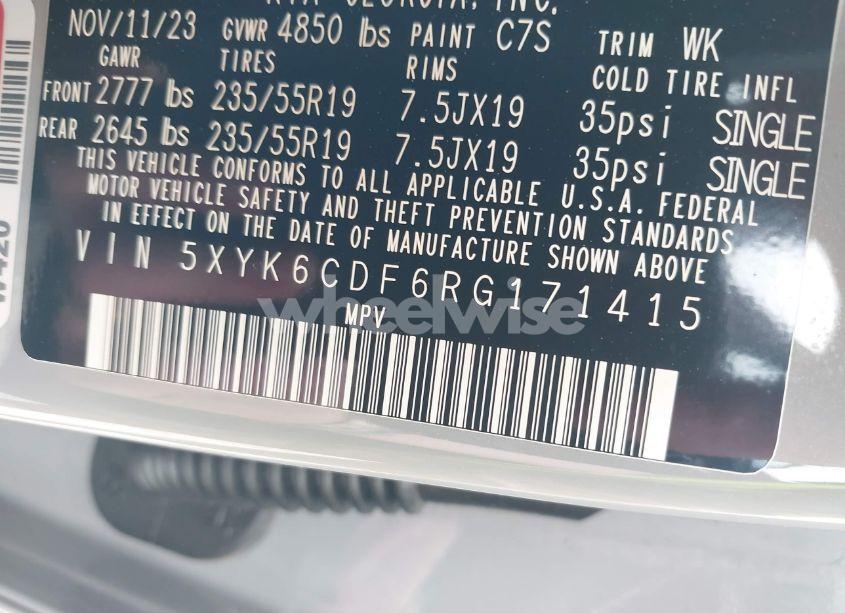 KIA GEORGIA, INC.
NOV/11/23 GVWR 4850 lbs PAINT C7S TRIM WK
GAWR TIRES RIMS COLD TIRE INFL
FRONT 2777 lbs 235/55R19 7.5JX19 35psi SINGLE
REAR 2645 lbs 235/55R19 7.5JX19 35psi SINGLE
THIS VEHICLE CONFORMS TO ALL APPLICABLE U.S.A. FEDERAL
MOTOR VEHICLE SAFETY AND THEFT PREVENTION STANDARDS
IN EFFECT ON THE DATE OF MANUFACTURE SHOWN ABOVE
VIN 5XYK6CDF6RG171415
MPV
wheelwise